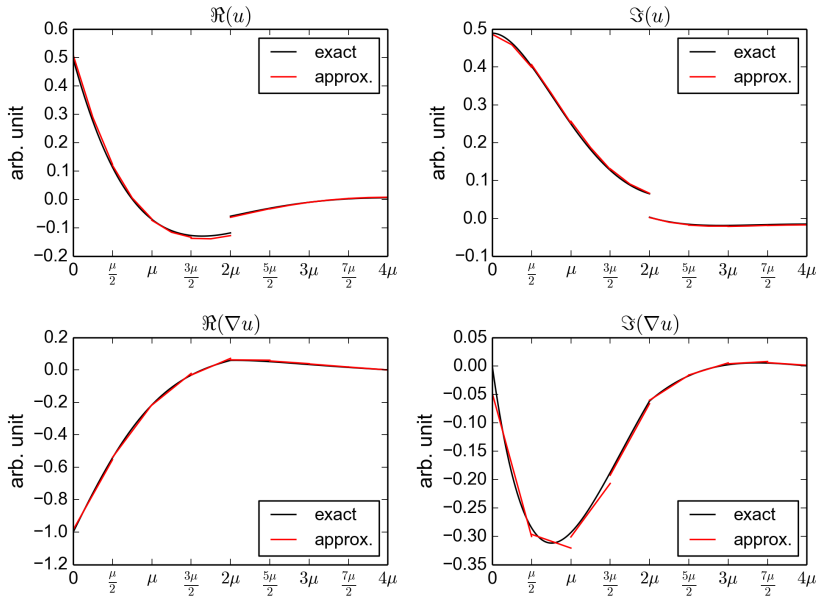 ℜ(u)
arb. unit
0.6
0.5
0.4
0.3
0.2
0.1
0.0
−0.1
−0.2
exact
approx.
0 μ/2 μ 3μ/2 2μ 5μ/2 3μ 7μ/2 4μ
ℑ(u)
arb. unit
0.5
0.4
0.3
0.2
0.1
0.0
−0.1
exact
approx.
0 μ/2 μ 3μ/2 2μ 5μ/2 3μ 7μ/2 4μ
ℜ(∇u)
arb. unit
0.2
0.0
−0.2
−0.4
−0.6
−0.8
−1.0
−1.2
exact
approx.
0 μ/2 μ 3μ/2 2μ 5μ/2 3μ 7μ/2 4μ
ℑ(∇u)
arb. unit
0.05
0.00
−0.05
−0.10
−0.15
−0.20
−0.25
−0.30
−0.35
exact
approx.
0 μ/2 μ 3μ/2 2μ 5μ/2 3μ 7μ/2 4μ